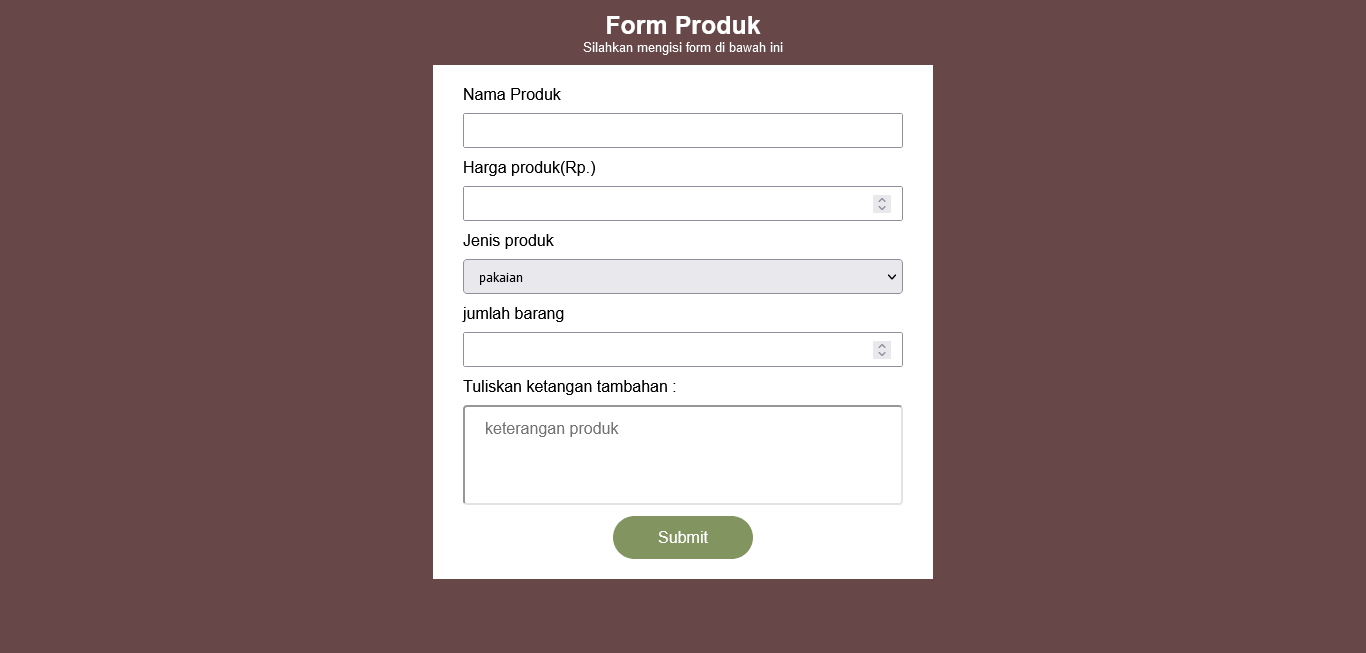 Form Produk
Silahkan mengisi form di bawah ini
Nama Produk
Harga produk(Rp.)
Jenis produk
pakaian
jumlah barang
Tuliskan ketangan tambahan :
keterangan produk
Submit